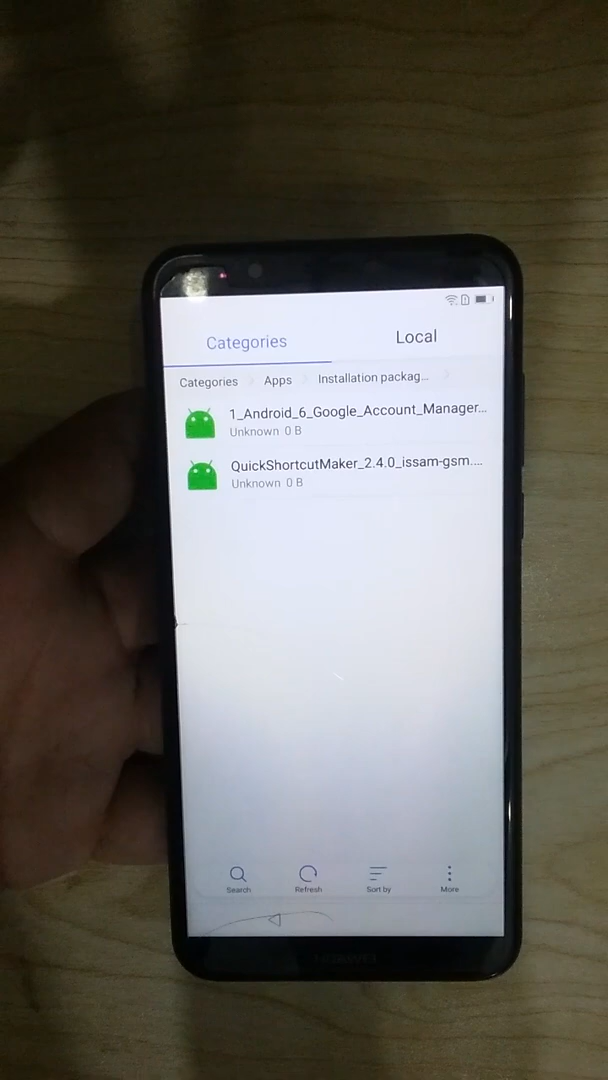 Categories
Local
Categories
Apps
Installation packag...
1_Android_6_Google_Account_Manager...
Unknown 0 B
QuickShortcutMaker_2.4.0_issam-gsm....
Unknown 0 B
Search
Refresh
Sort by
More
HUAWEI